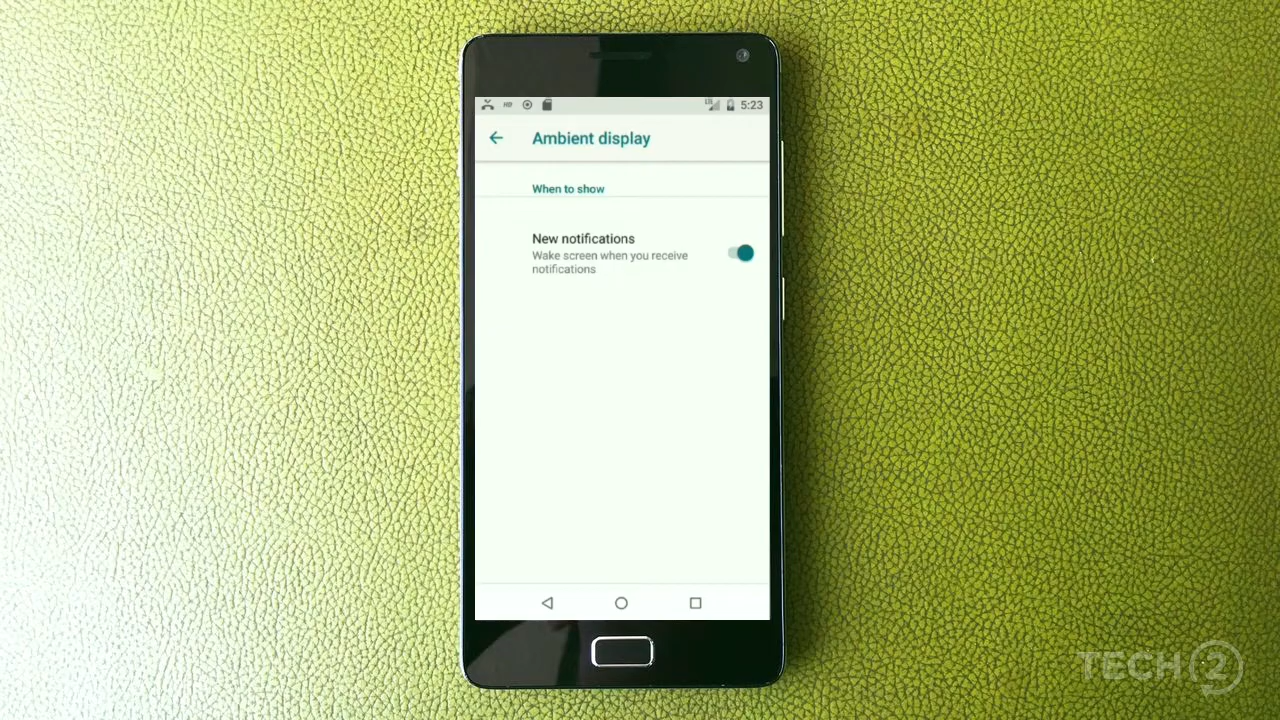 5:23
Ambient display
When to show
New notifications
Wake screen when you receive
notifications
TECH2